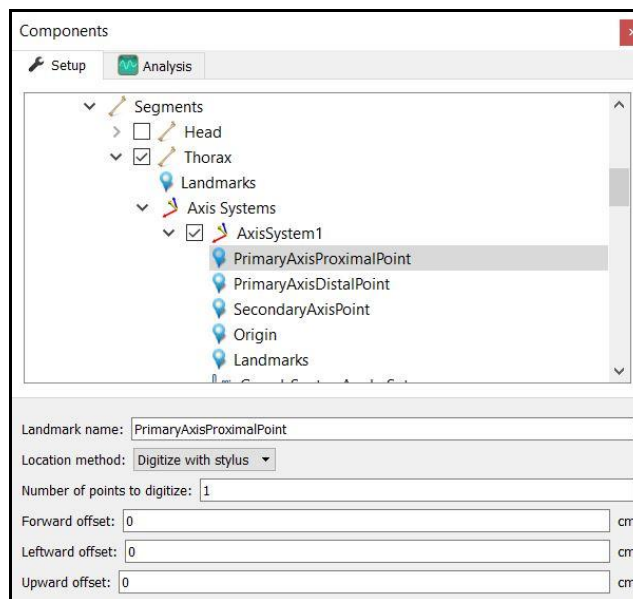 Components
Setup Analysis
Segments
Head
Thorax
Landmarks
Axis Systems
AxisSystem1
PrimaryAxisProximalPoint
PrimaryAxisDistalPoint
SecondaryAxisPoint
Origin
Landmarks
Landmark name: PrimaryAxisProximalPoint
Location method: Digitize with stylus
Number of points to digitize: 1
Forward offset: 0 cm
Leftward offset: 0 cm
Upward offset: 0 cm